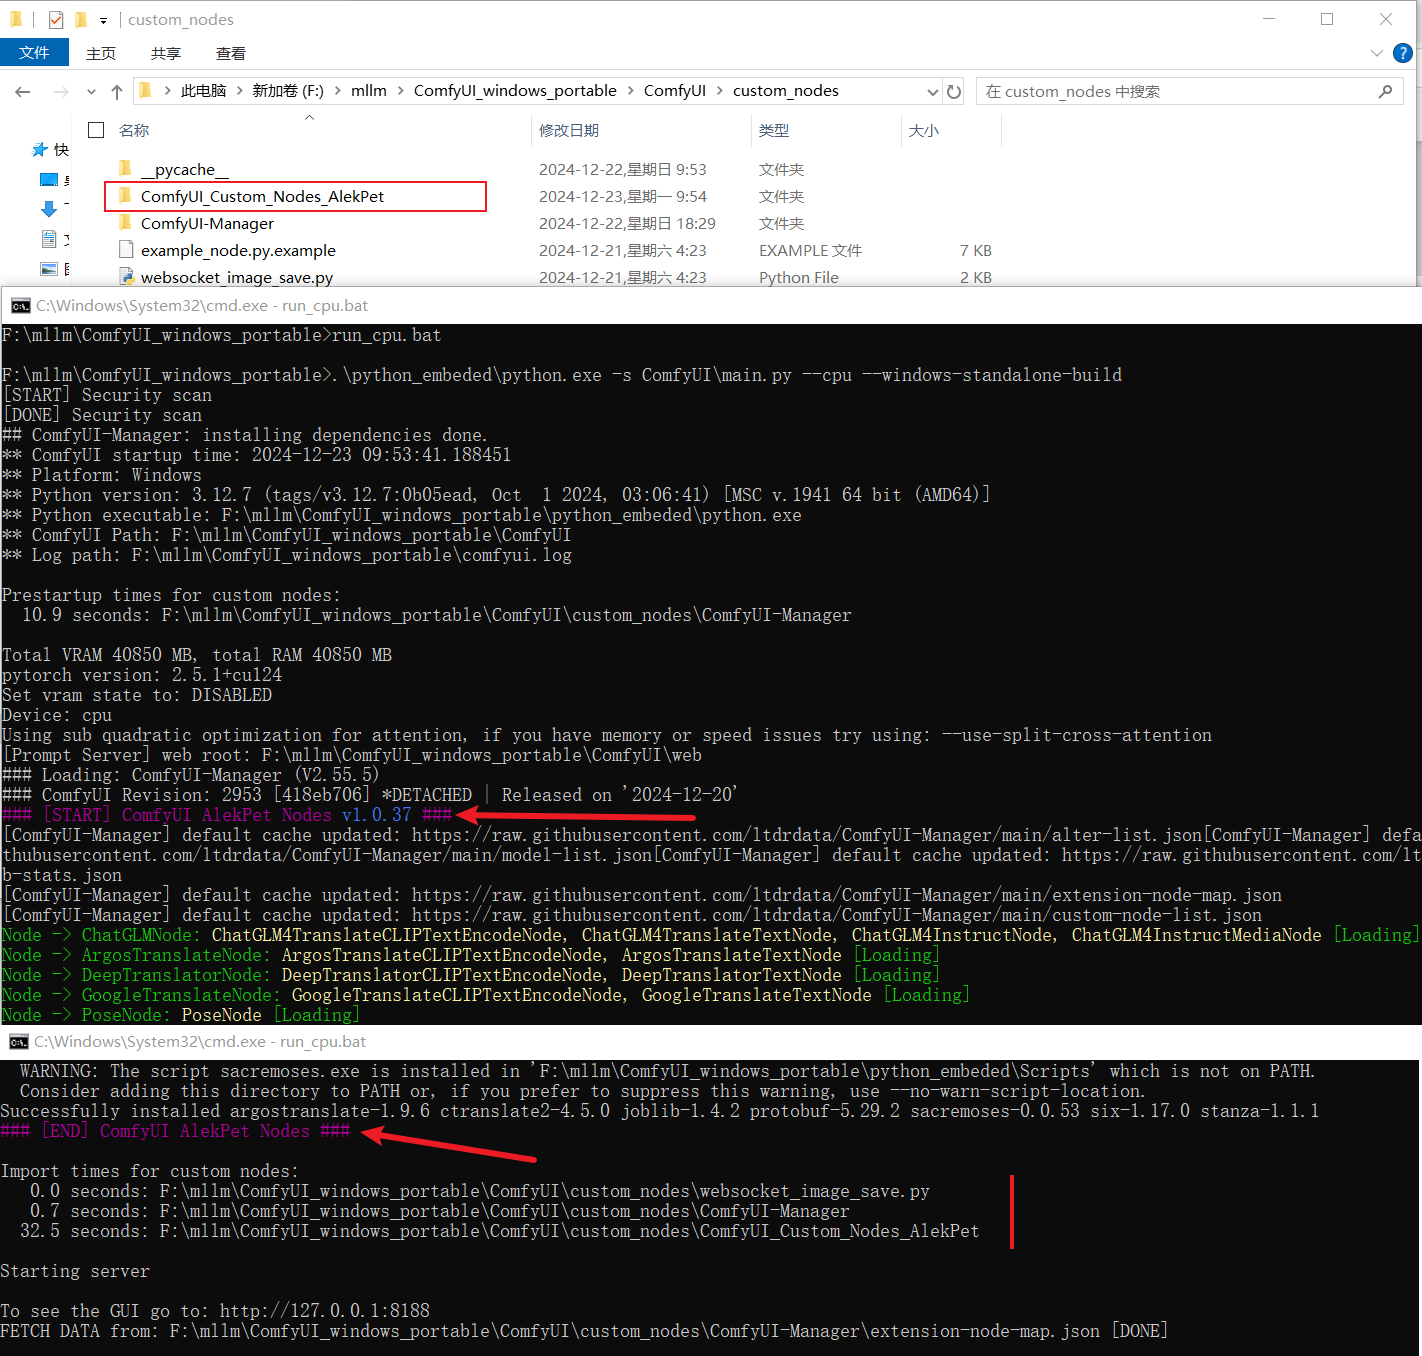 custom_nodes
文件 主页 共享 查看
此电脑 新加卷 (F:) mllm ComfyUI_windows_portable ComfyUI custom_nodes
在 custom_nodes 中搜索
名称 修改日期 类型 大小
快
__pycache__ 2024-12-22,星期日 9:53 文件夹
ComfyUI_Custom_Nodes_AlekPet 2024-12-23,星期一 9:54 文件夹
ComfyUI-Manager 2024-12-22,星期日 18:29 文件夹
example_node.py.example 2024-12-21,星期六 4:23 EXAMPLE 文件 7 KB
websocket_image_save.py 2024-12-21,星期六 4:23 Python File 2 KB
C:\Windows\System32\cmd.exe - run_cpu.bat
F:\mllm\ComfyUI_windows_portable>run_cpu.bat
F:\mllm\ComfyUI_windows_portable>.\python_embeded\python.exe -s ComfyUI\main.py --cpu --windows-standalone-build
[START] Security scan
[DONE] Security scan
## ComfyUI-Manager: installing dependencies done.
** ComfyUI startup time: 2024-12-23 09:53:41.188451
** Platform: Windows
** Python version: 3.12.7 (tags/v3.12.7:0b05ead, Oct  1 2024, 03:06:41) [MSC v.1941 64 bit (AMD64)]
** Python executable: F:\mllm\ComfyUI_windows_portable\python_embeded\python.exe
** ComfyUI Path: F:\mllm\ComfyUI_windows_portable\ComfyUI
** Log path: F:\mllm\ComfyUI_windows_portable\comfyui.log
Prestartup times for custom nodes:
10.9 seconds: F:\mllm\ComfyUI_windows_portable\ComfyUI\custom_nodes\ComfyUI-Manager
Total VRAM 40850 MB, total RAM 40850 MB
pytorch version: 2.5.1+cu124
Set vram state to: DISABLED
Device: cpu
Using sub quadratic optimization for attention, if you have memory or speed issues try using: --use-split-cross-attention
[Prompt Server] web root: F:\mllm\ComfyUI_windows_portable\ComfyUI\web
### Loading: ComfyUI-Manager (V2.55.5)
### ComfyUI Revision: 2953 [418eb706] *DETACHED | Released on '2024-12-20'
### [START] ComfyUI AlekPet Nodes v1.0.37 ###
[ComfyUI-Manager] default cache updated: https://raw.githubusercontent.com/ltdrdata/ComfyUI-Manager/main/alter-list.json[ComfyUI-Manager] defa
thubusercontent.com/ltdrdata/ComfyUI-Manager/main/model-list.json[ComfyUI-Manager] default cache updated: https://raw.githubusercontent.com/lt
b-stats.json
[ComfyUI-Manager] default cache updated: https://raw.githubusercontent.com/ltdrdata/ComfyUI-Manager/main/extension-node-map.json
[ComfyUI-Manager] default cache updated: https://raw.githubusercontent.com/ltdrdata/ComfyUI-Manager/main/custom-node-list.json
Node -> ChatGLMNode: ChatGLM4TranslateCLIPTextEncodeNode, ChatGLM4TranslateTextNode, ChatGLM4InstructNode, ChatGLM4InstructMediaNode [Loading]
Node -> ArgosTranslateNode: ArgosTranslateCLIPTextEncodeNode, ArgosTranslateTextNode [Loading]
Node -> DeepTranslatorNode: DeepTranslatorCLIPTextEncodeNode, DeepTranslatorTextNode [Loading]
Node -> GoogleTranslateNode: GoogleTranslateCLIPTextEncodeNode, GoogleTranslateTextNode [Loading]
Node -> PoseNode: PoseNode [Loading]
C:\Windows\System32\cmd.exe - run_cpu.bat
WARNING: The script sacremoses.exe is installed in 'F:\mllm\ComfyUI_windows_portable\python_embeded\Scripts' which is not on PATH.
Consider adding this directory to PATH or, if you prefer to suppress this warning, use --no-warn-script-location.
Successfully installed argostranslate-1.9.6 ctranslate2-4.5.0 joblib-1.4.2 protobuf-5.29.2 sacremoses-0.0.53 six-1.17.0 stanza-1.1.1
### [END] ComfyUI AlekPet Nodes ###
Import times for custom nodes:
0.0 seconds: F:\mllm\ComfyUI_windows_portable\ComfyUI\custom_nodes\websocket_image_save.py
0.7 seconds: F:\mllm\ComfyUI_windows_portable\ComfyUI\custom_nodes\ComfyUI-Manager
32.5 seconds: F:\mllm\ComfyUI_windows_portable\ComfyUI\custom_nodes\ComfyUI_Custom_Nodes_AlekPet
Starting server
To see the GUI go to: http://127.0.0.1:8188
FETCH DATA from: F:\mllm\ComfyUI_windows_portable\ComfyUI\custom_nodes\ComfyUI-Manager\extension-node-map.json [DONE]